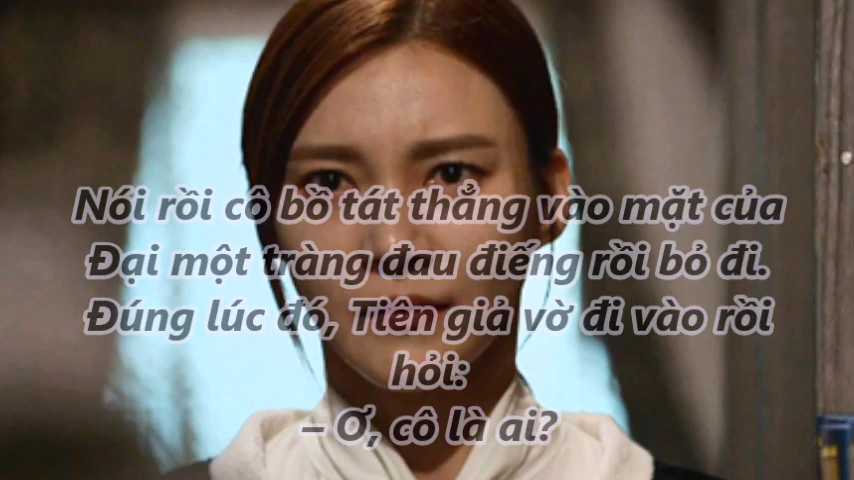 Nói rồi cô bồ tát thẳng vào mặt của
Đại một tràng đau điếng rồi bỏ đi.
Đúng lúc đó, Tiên giả vờ đi vào rồi
hỏi:
– Ơ, cô là ai?